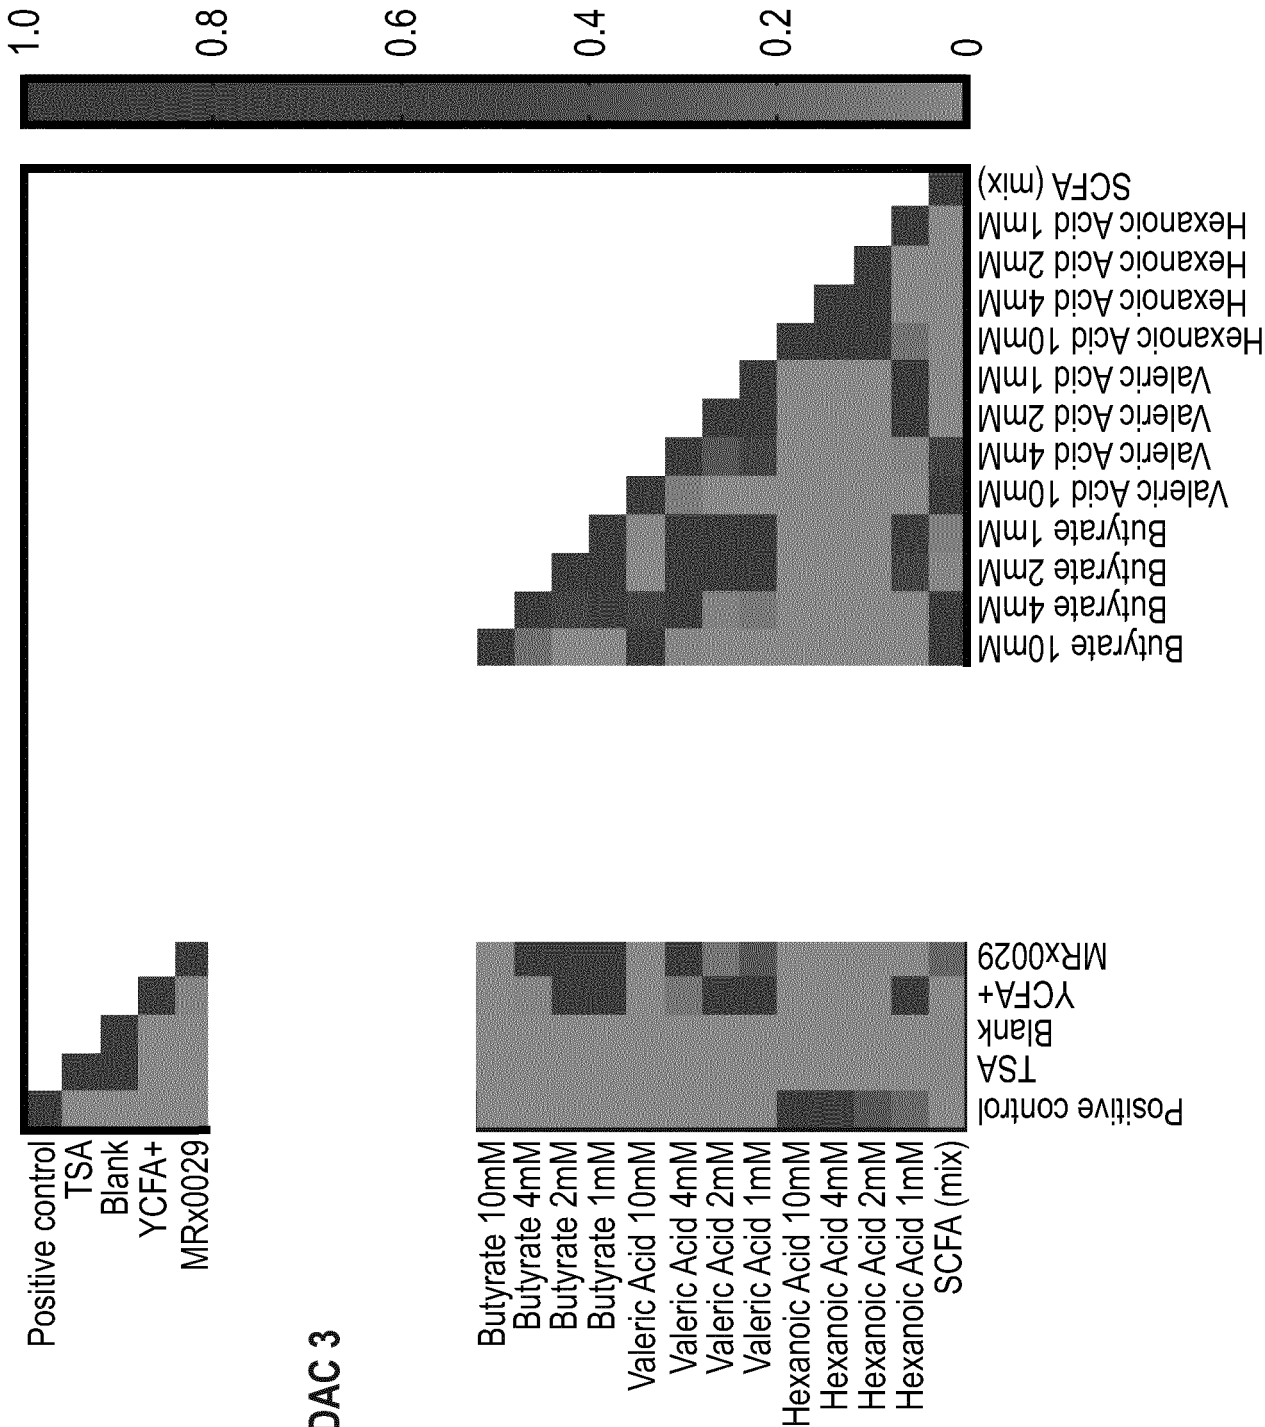 1.0
0.8
0.6
0.4
0.2
0
Positive control
TSA
Blank
YCFA+
MRx0029
DAC 3
Butyrate 10mM
Butyrate 4mM
Butyrate 2mM
Butyrate 1mM
Valeric Acid 10mM
Valeric Acid 4mM
Valeric Acid 2mM
Valeric Acid 1mM
Hexanoic Acid 10mM
Hexanoic Acid 4mM
Hexanoic Acid 2mM
Hexanoic Acid 1mM
SCFA (mix)
Positive control
TSA
Blank
YCFA+
MRx0029
Butyrate 10mM
Butyrate 4mM
Butyrate 2mM
Butyrate 1mM
Valeric Acid 10mM
Valeric Acid 4mM
Valeric Acid 2mM
Valeric Acid 1mM
Hexanoic Acid 10mM
Hexanoic Acid 4mM
Hexanoic Acid 2mM
Hexanoic Acid 1mM
SCFA (mix)